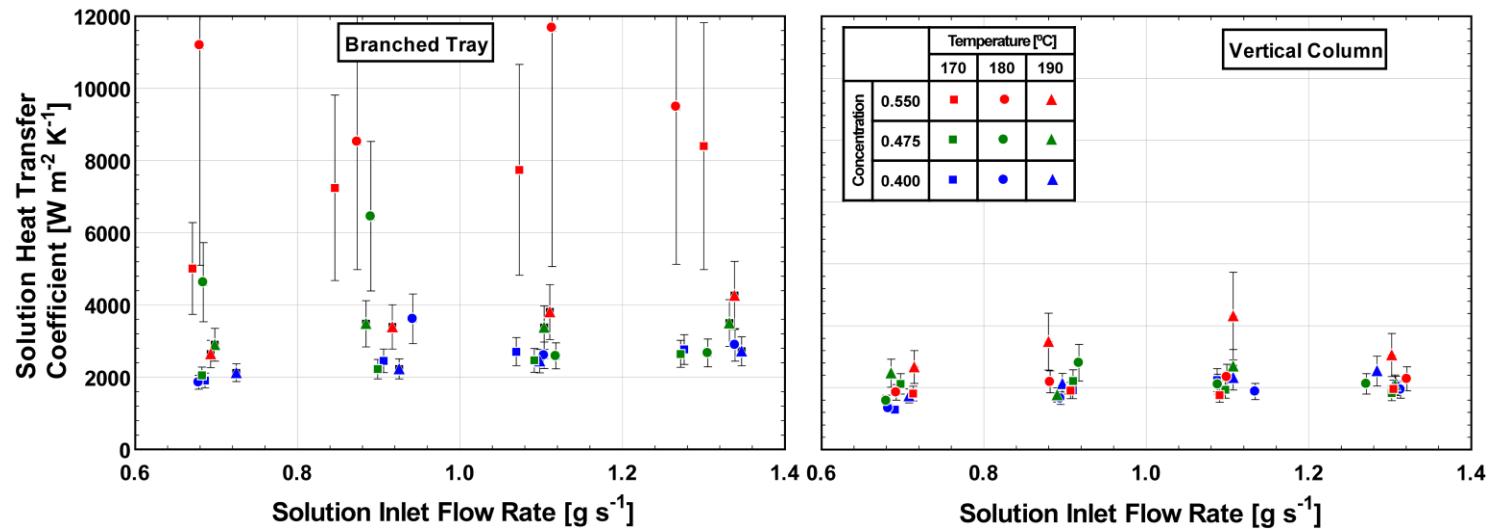 Solution Heat Transfer
Coefficient [W m⁻² K⁻¹]
12000
10000
8000
6000
4000
2000
0
Branched Tray
0.6
0.8
1.0
1.2
1.4
Solution Inlet Flow Rate [g s⁻¹]
Temperature [ºC]
170
180
190
Concentration
0.550
0.475
0.400
Vertical Column
0.6
0.8
1.0
1.2
1.4
Solution Inlet Flow Rate [g s⁻¹]